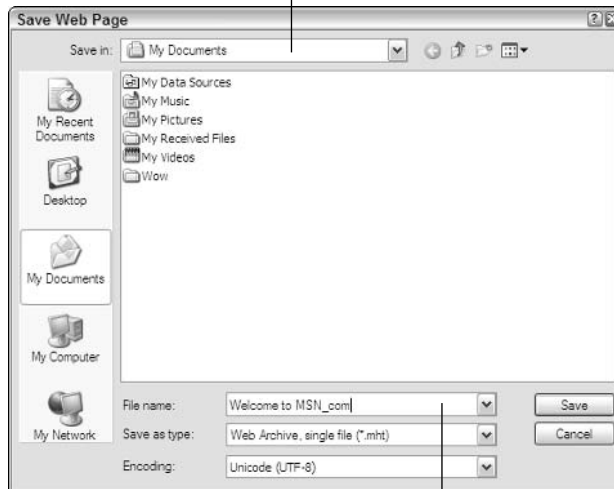 Save Web Page
Save in: My Documents
My Recent Documents
Desktop
My Documents
My Computer
My Network
My Data Sources
My Music
My Pictures
My Received Files
My Videos
Wow
File name: Welcome to MSN_com
Save
Save as type: Web Archive, single file (*.mht)
Cancel
Encoding: Unicode (UTF-8)